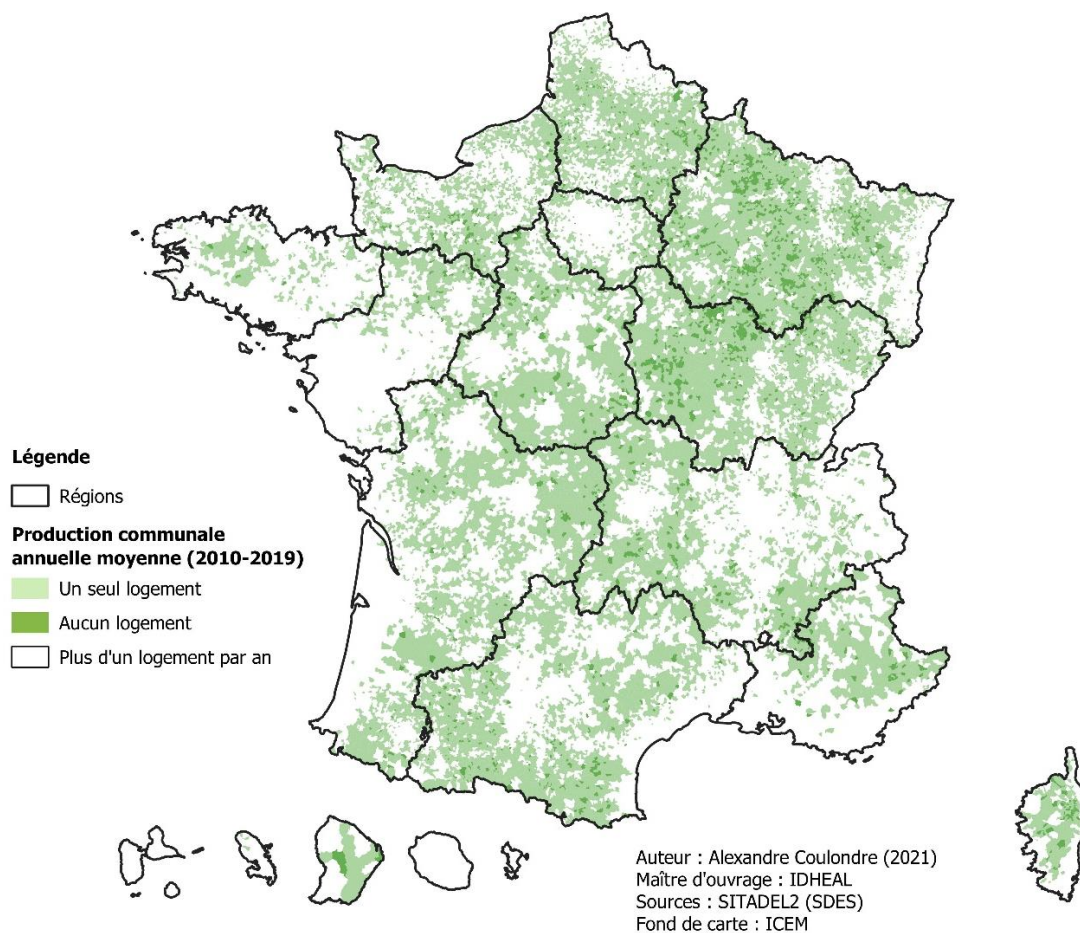 Légende
Régions
Production communale
annuelle moyenne (2010-2019)
Un seul logement
Aucun logement
Plus d'un logement par an
Auteur : Alexandre Coulondre (2021)
Maître d'ouvrage : IDHEAL
Sources : SITADEL2 (SDES)
Fond de carte : ICEM